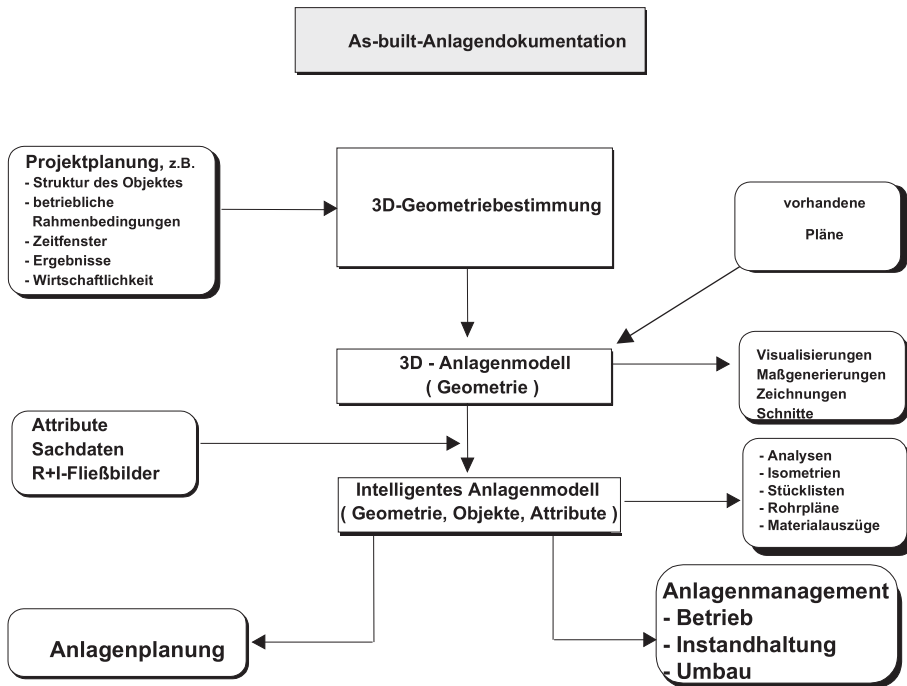 As-built-Anlagendokumentation
Projektplanung, z.B.
- Struktur des Objektes
- betriebliche
Rahmenbedingungen
- Zeitfenster
- Ergebnisse
- Wirtschaftlichkeit
3D-Geometriebestimmung
vorhandene
Pläne
3D - Anlagenmodell
( Geometrie )
Visualisierungen
Maßgenerierungen
Zeichnungen
Schnitte
Attribute
Sachdaten
R+I-Fließbilder
Intelligentes Anlagenmodell
( Geometrie, Objekte, Attribute )
- Analysen
- Isometrien
- Stücklisten
- Rohrpläne
- Materialauszüge
Anlagenplanung
Anlagenmanagement
- Betrieb
- Instandhaltung
- Umbau